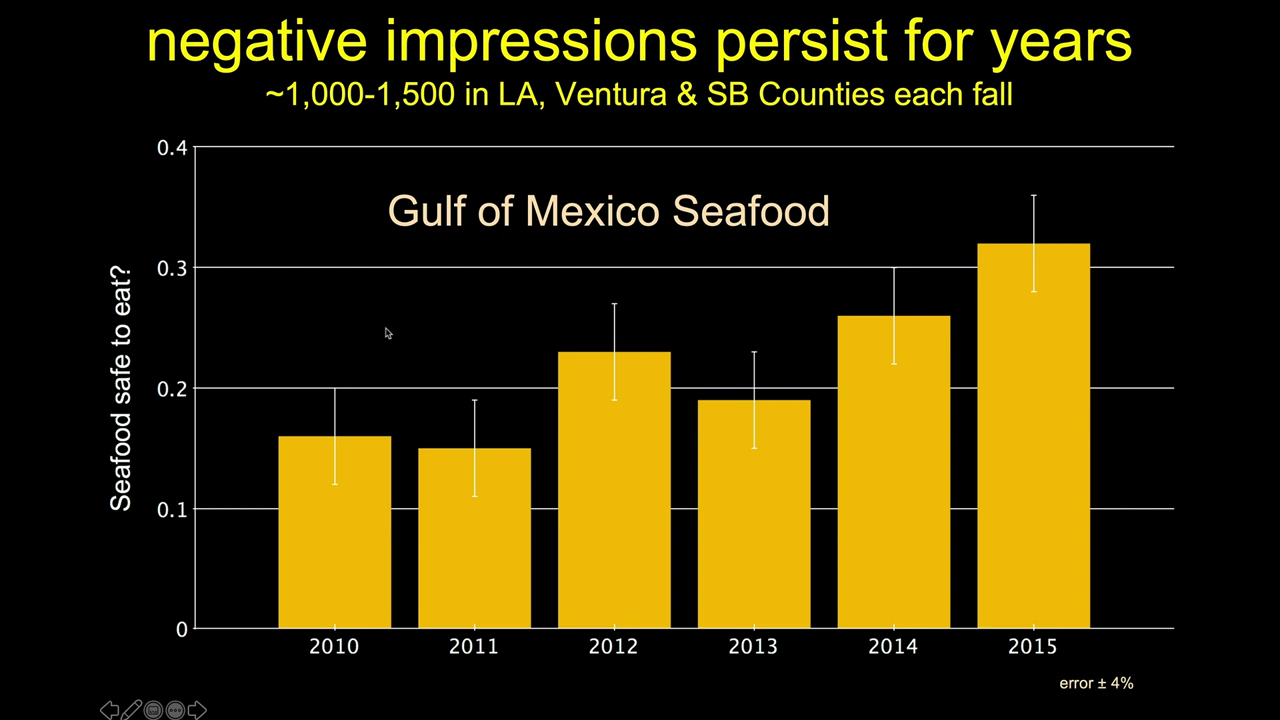 negative impressions persist for years
~1,000-1,500 in LA, Ventura & SB Counties each fall
Gulf of Mexico Seafood
Seafood safe to eat?
0.4
0.3
0.2
0.1
0
2010 2011 2012 2013 2014 2015
error ± 4%